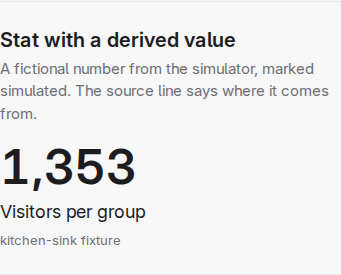 Stat with a derived value
A fictional number from the simulator, marked
simulated. The source line says where it comes
from.
1,353
Visitors per group
kitchen-sink fixture